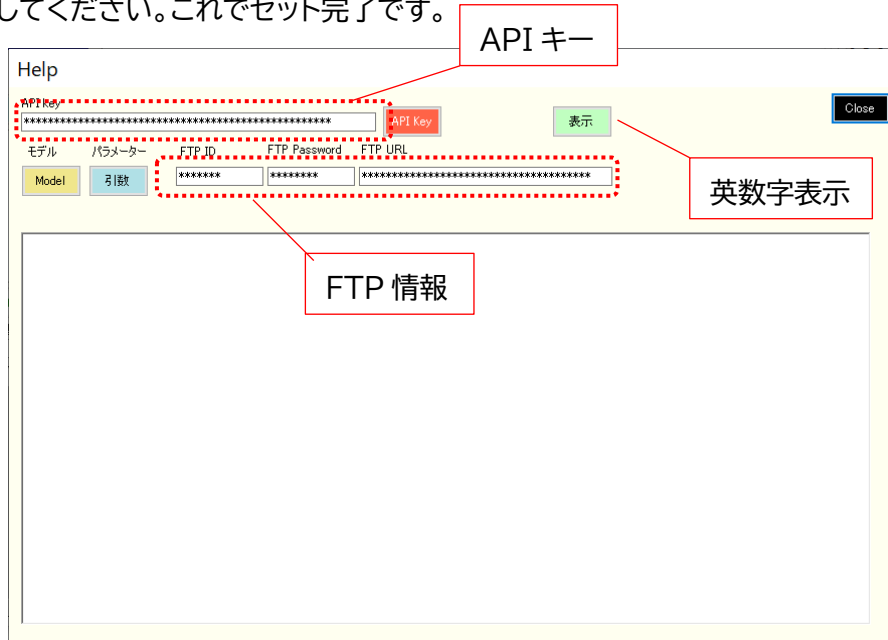 してください。これでセット完了です。
API キー
Help
API key
***************************************************
API Key
表示
Close
モデル
パラメーター
FTP ID
FTP Password
FTP URL
Model
引数
*******
********
**************************************
英数字表示
FTP 情報